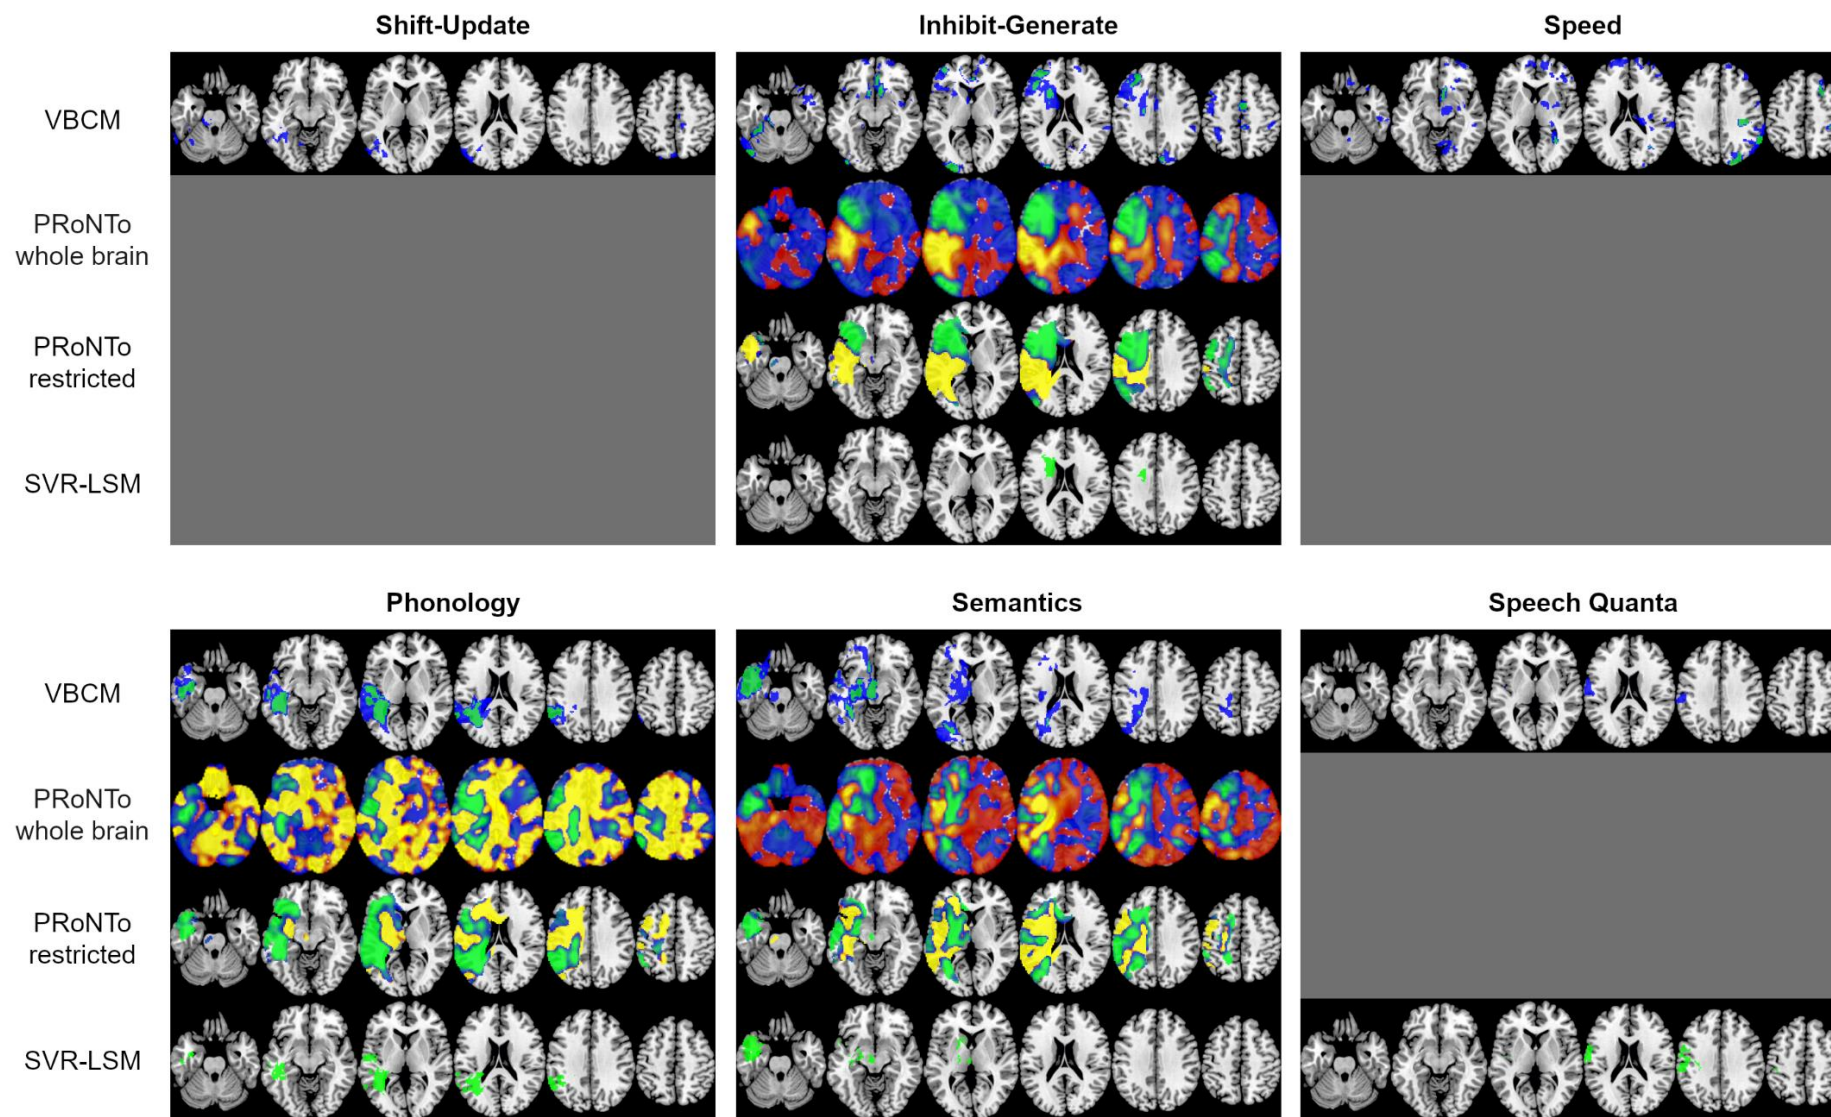 Shift-Update
Inhibit-Generate
Speed
VBCM
PRoNTo
whole brain
PRoNTo
restricted
SVR-LSM
Phonology
Semantics
Speech Quanta
VBCM
PRoNTo
whole brain
PRoNTo
restricted
SVR-LSM